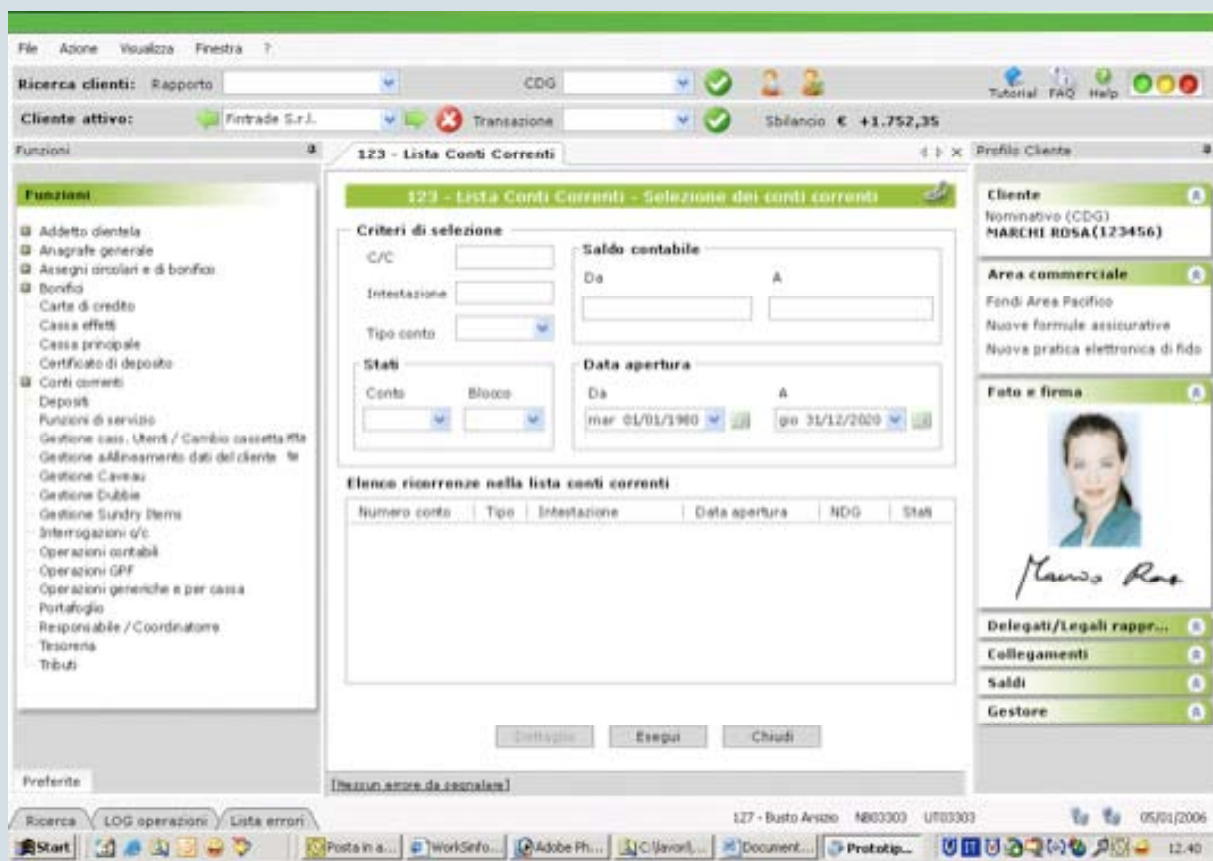 File Azione Visualizza Finestra ?
Ricerca clienti: Rapporto CDG Tutorial FAQ Help
Cliente attivo: Fintrade S.r.l. Transazione Sbilancio € +1.752,35
Funzioni
123 - Lista Conti Correnti
Profilo Cliente
Funzioni
Addetto clientela
Anagrafe generale
Assegni circolari e di bonifico
Bonifici
Carte di credito
Cassa effetti
Cassa principale
Certificato di deposito
Conti correnti
Depositi
Funzioni di servizio
Gestione cass. Utenti / Cambio cassetta
Gestione aAllineamento dati del cliente
Gestione Caveau
Gestione Dubbie
Gestione Sundry Items
Interrogazioni c/c
Operazioni contabili
Operazioni GPF
Operazioni generiche e per cassa
Portafoglio
Responsabile / Coordinatorre
Tesoreria
Tributi
Preferite
123 - Lista Conti Correnti - Selezione dei conti correnti
Criteri di selezione
C/C
Intestazione
Tipo conto
Saldo contabile
Da A
Stati
Conto Blocco
Data apertura
Da A
mar 01/01/1980 gio 31/12/2020
Elenco ricorrenze nella lista conti correnti
Numero conto Tipo Intestazione Data apertura NDG Stati
Dettaglio Esegui Chiudi
[Nessun errore da segnalare]
Cliente
Nominativo (CDG)
MARCHI ROSA(123456)
Area commerciale
Fondi Area Pacifico
Nuove formule assicurative
Nuova pratica elettronica di fido
Foto e firma
Delegati/Legali rappr...
Collegamenti
Saldi
Gestore
Ricerca LOG operazioni Lista errori 127 - Busto Arsizio NB03303 UT03303 05/01/2006
Start Posta in a... WorkSinfo... Adobe Ph... C:\lavori\... Document... Prototip... 12.40